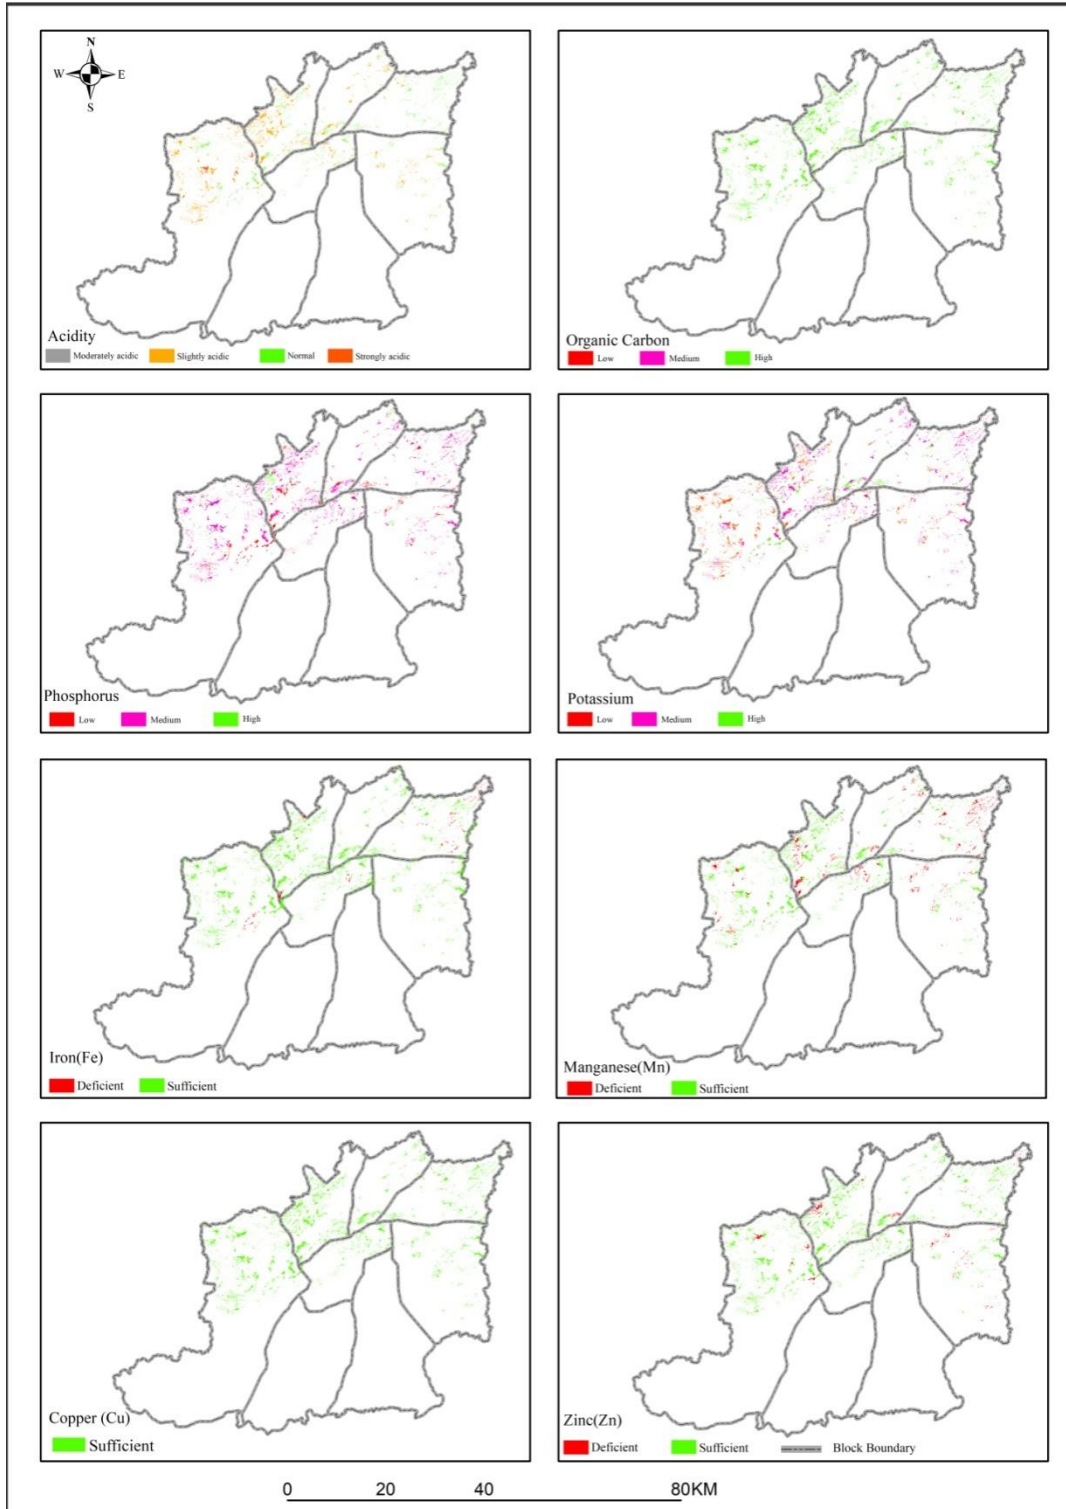 N
W E
S
Acidity
Moderately acidic Slightly acidic Normal Strongly acidic
Organic Carbon
Low Medium High
Phosphorus
Low Medium High
Potassium
Low Medium High
Iron(Fe)
Deficient Sufficient
Manganese(Mn)
Deficient Sufficient
Copper (Cu)
Sufficient
Zinc(Zn)
Deficient Sufficient Block Boundary
0 20 40 80KM